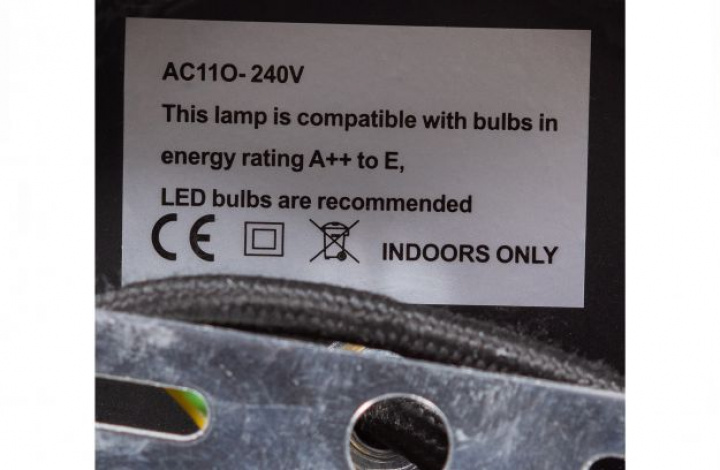 AC11O- 240V
This lamp is compatible with bulbs in
energy rating A++ to E,
LED bulbs are recommended
CE INDOORS ONLY